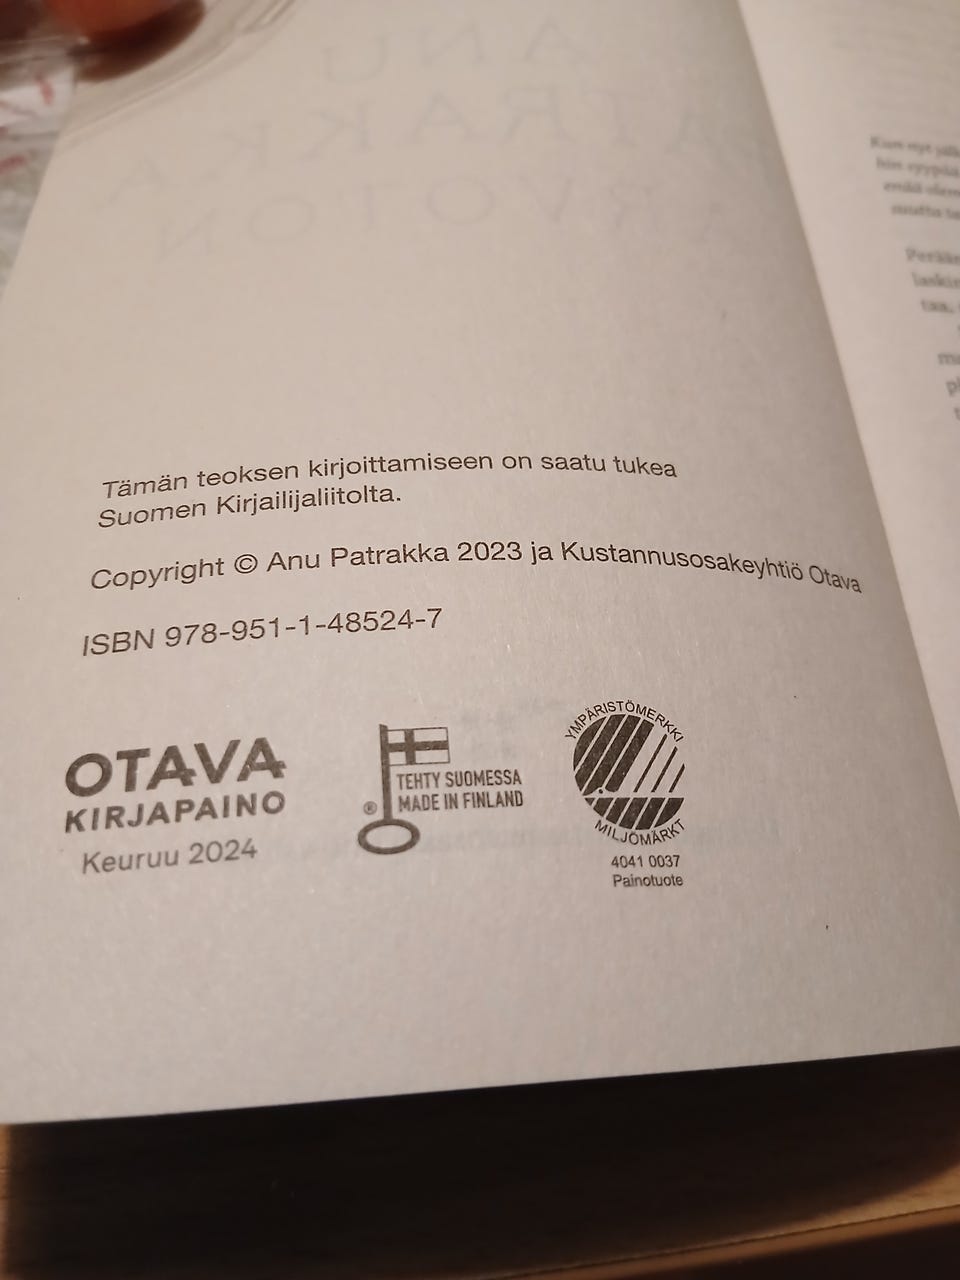 Tämän teoksen kirjoittamiseen on saatu tukea
Suomen Kirjailijaliitolta.
Copyright © Anu Patrakka 2023 ja Kustannusosakeyhtiö Otava
ISBN 978-951-1-48524-7
OTAVA
KIRJAPAINO
Keuruu 2024
TEHTY SUOMESSA
® MADE IN FINLAND
YMPÄRISTÖMERKKI
MILJÖMÄRKT
4041 0037
Painotuote